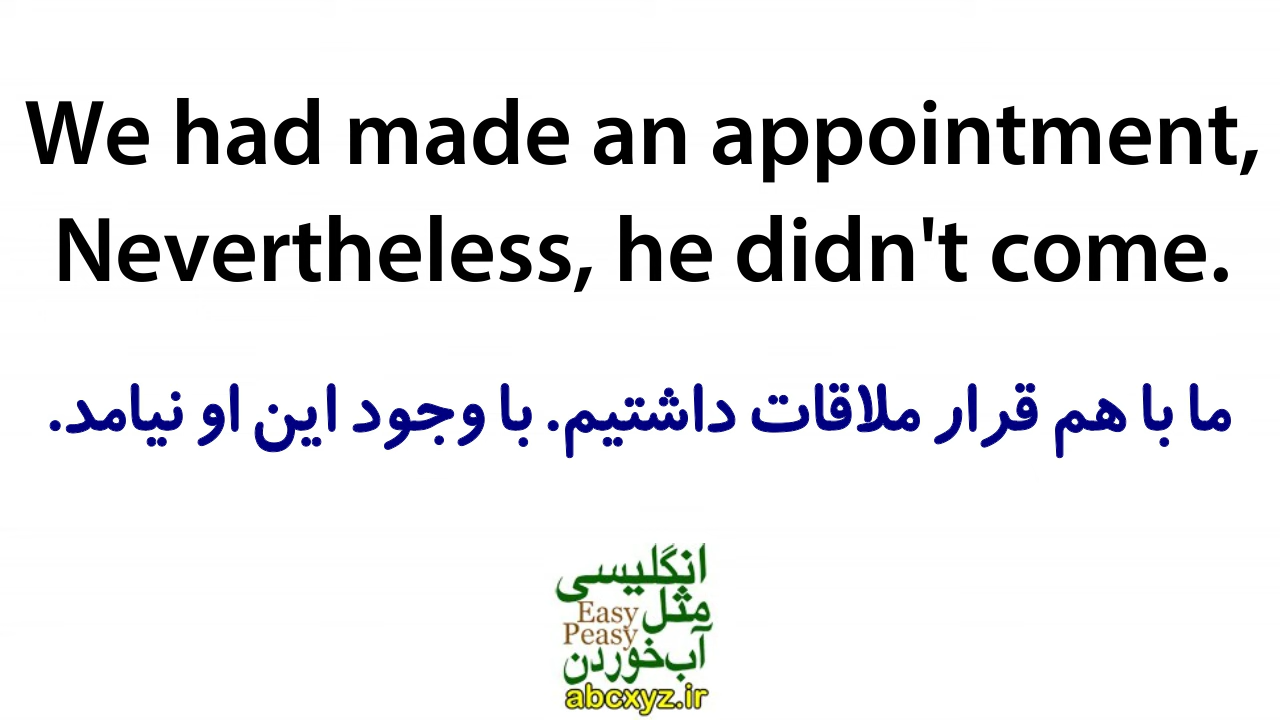 We had made an appointment,
Nevertheless, he didn't come.
ما با هم قرار ملاقات داشتیم. با وجود این او نیامد.
انگلیسی
مثل
Easy
Peasy
آب‌خوردن
abcxyz.ir